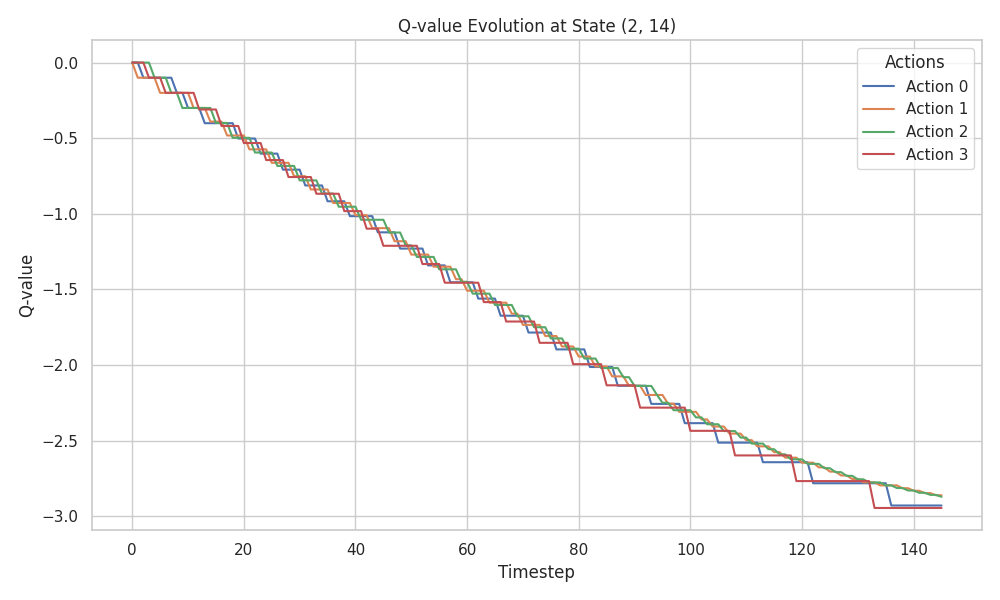 Q-value Evolution at State (2, 14)
Actions
Action 0
Action 1
Action 2
Action 3
Q-value
0.0
−0.5
−1.0
−1.5
−2.0
−2.5
−3.0
0 20 40 60 80 100 120 140
Timestep